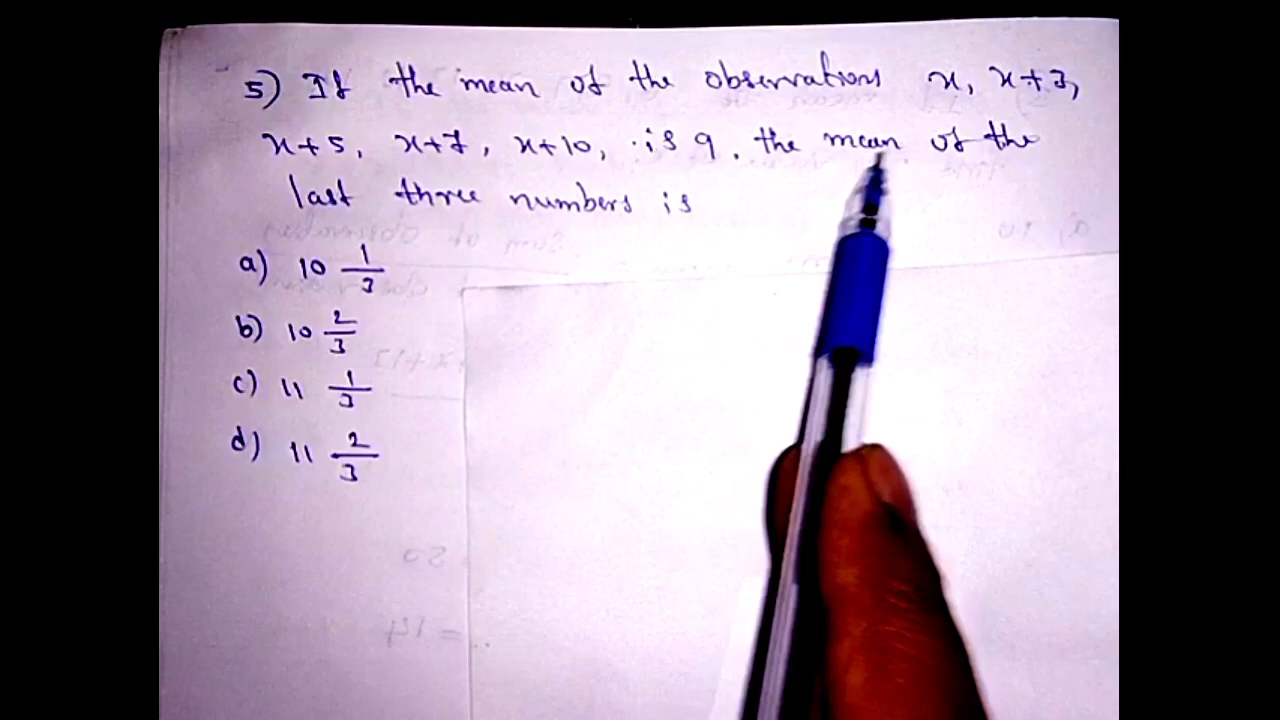 5) If the mean of the observations x, x+3,
x+5, x+7, x+10, is 9, the mean of the
last three numbers is
a) 10 1/3
b) 10 2/3
c) 11 1/3
d) 11 2/3